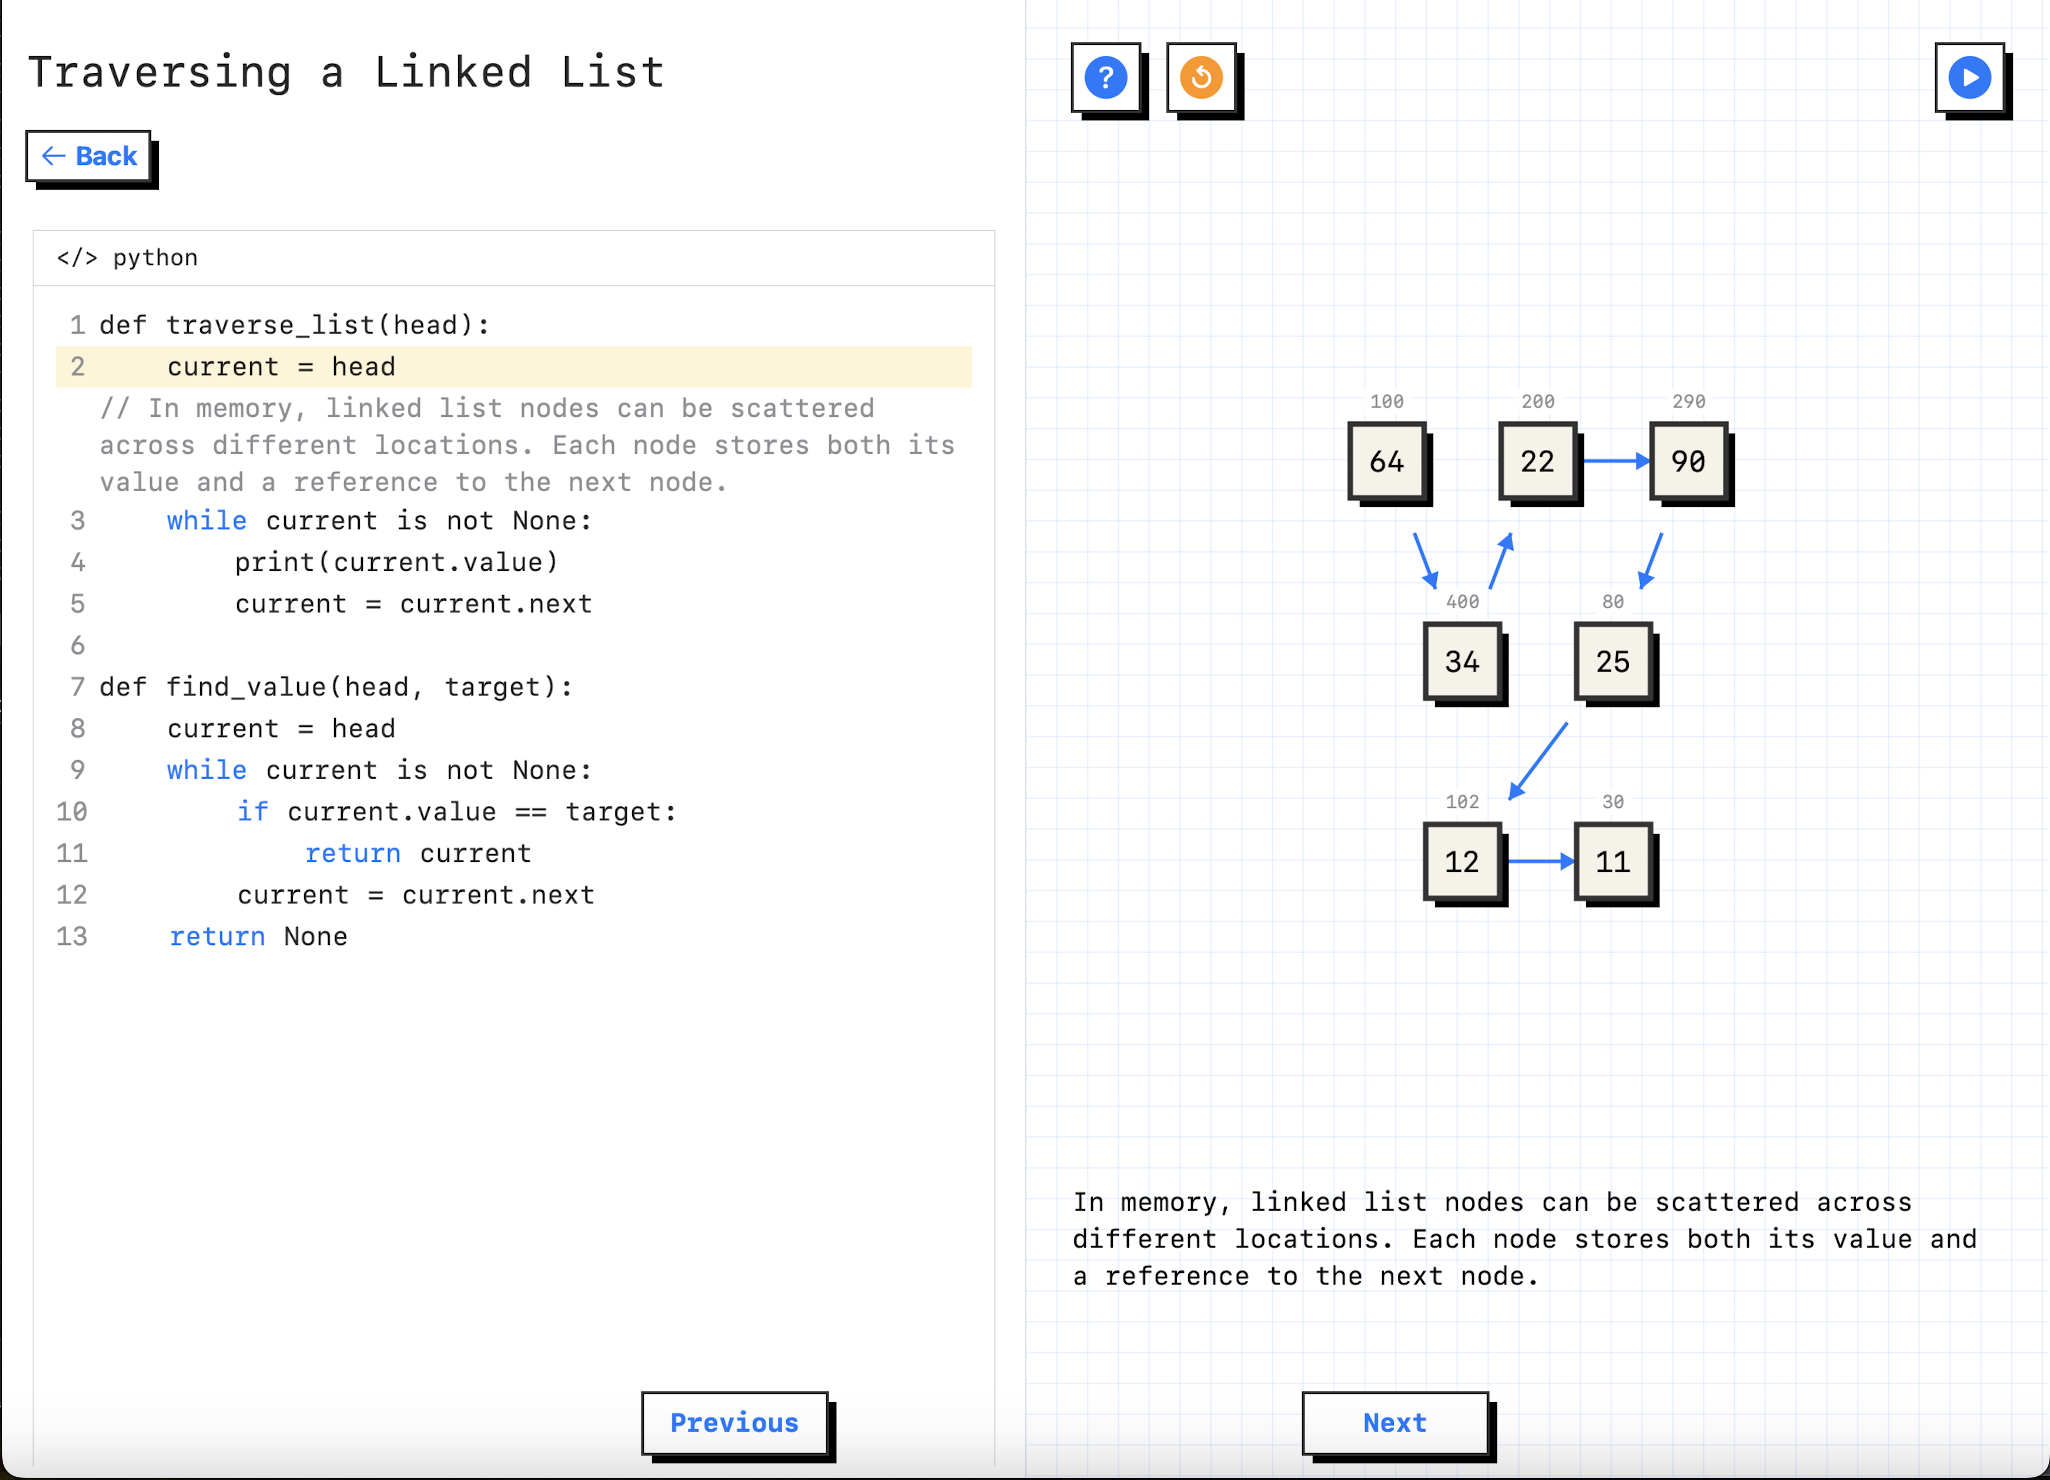 Traversing a Linked List
← Back
</> python
1 def traverse_list(head):
2 current = head
// In memory, linked list nodes can be scattered
across different locations. Each node stores both its
value and a reference to the next node.
3 while current is not None:
4 print(current.value)
5 current = current.next
6
7 def find_value(head, target):
8 current = head
9 while current is not None:
10 if current.value == target:
11 return current
12 current = current.next
13 return None
Previous
?
100 200 290
64 22 90
400 80
34 25
102 30
12 11
In memory, linked list nodes can be scattered across
different locations. Each node stores both its value and
a reference to the next node.
Next